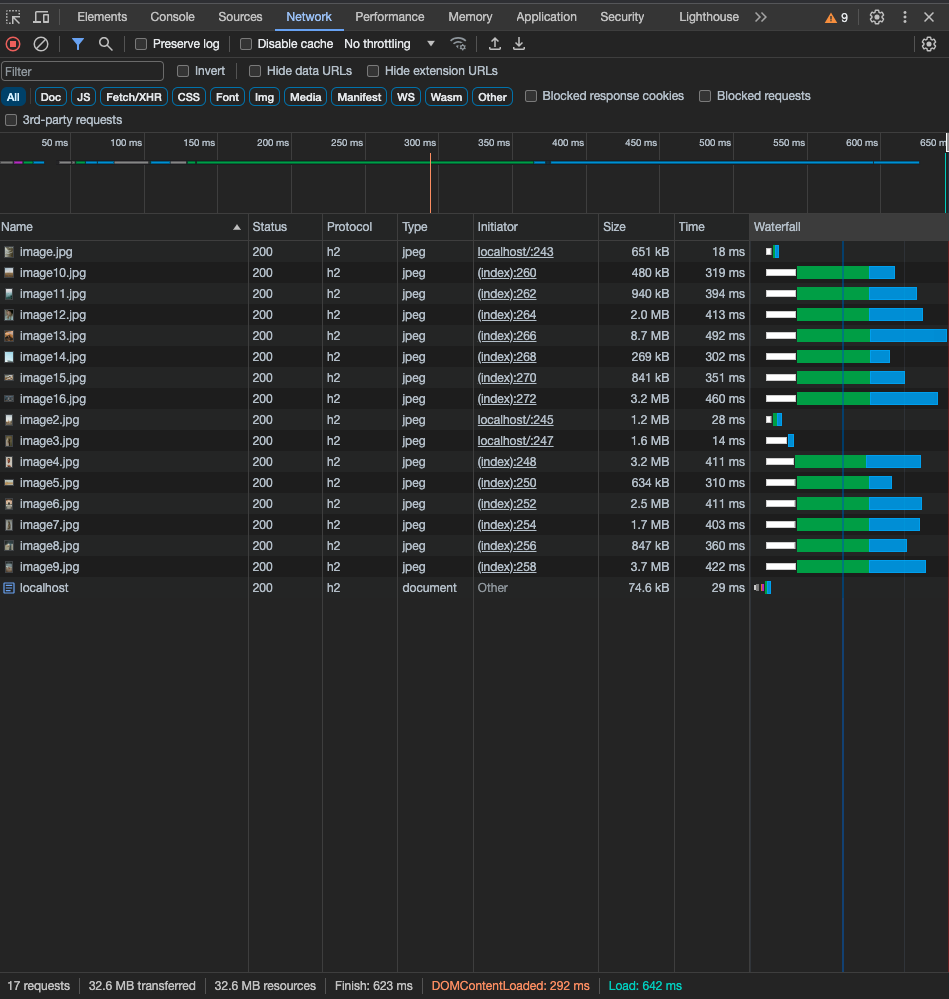 Elements Console Sources Network Performance Memory Application Security Lighthouse 9
Preserve log Disable cache No throttling
Filter Invert Hide data URLs Hide extension URLs
All Doc JS Fetch/XHR CSS Font Img Media Manifest WS Wasm Other Blocked response cookies Blocked requests
3rd-party requests
50 ms 100 ms 150 ms 200 ms 250 ms 300 ms 350 ms 400 ms 450 ms 500 ms 550 ms 600 ms 650 m
Name Status Protocol Type Initiator Size Time Waterfall
image.jpg 200 h2 jpeg localhost/:243 651 kB 18 ms
image10.jpg 200 h2 jpeg (index):260 480 kB 319 ms
image11.jpg 200 h2 jpeg (index):262 940 kB 394 ms
image12.jpg 200 h2 jpeg (index):264 2.0 MB 413 ms
image13.jpg 200 h2 jpeg (index):266 8.7 MB 492 ms
image14.jpg 200 h2 jpeg (index):268 269 kB 302 ms
image15.jpg 200 h2 jpeg (index):270 841 kB 351 ms
image16.jpg 200 h2 jpeg (index):272 3.2 MB 460 ms
image2.jpg 200 h2 jpeg localhost/:245 1.2 MB 28 ms
image3.jpg 200 h2 jpeg localhost/:247 1.6 MB 14 ms
image4.jpg 200 h2 jpeg (index):248 3.2 MB 411 ms
image5.jpg 200 h2 jpeg (index):250 634 kB 310 ms
image6.jpg 200 h2 jpeg (index):252 2.5 MB 411 ms
image7.jpg 200 h2 jpeg (index):254 1.7 MB 403 ms
image8.jpg 200 h2 jpeg (index):256 847 kB 360 ms
image9.jpg 200 h2 jpeg (index):258 3.7 MB 422 ms
localhost 200 h2 document Other 74.6 kB 29 ms
17 requests 32.6 MB transferred 32.6 MB resources Finish: 623 ms DOMContentLoaded: 292 ms Load: 642 ms